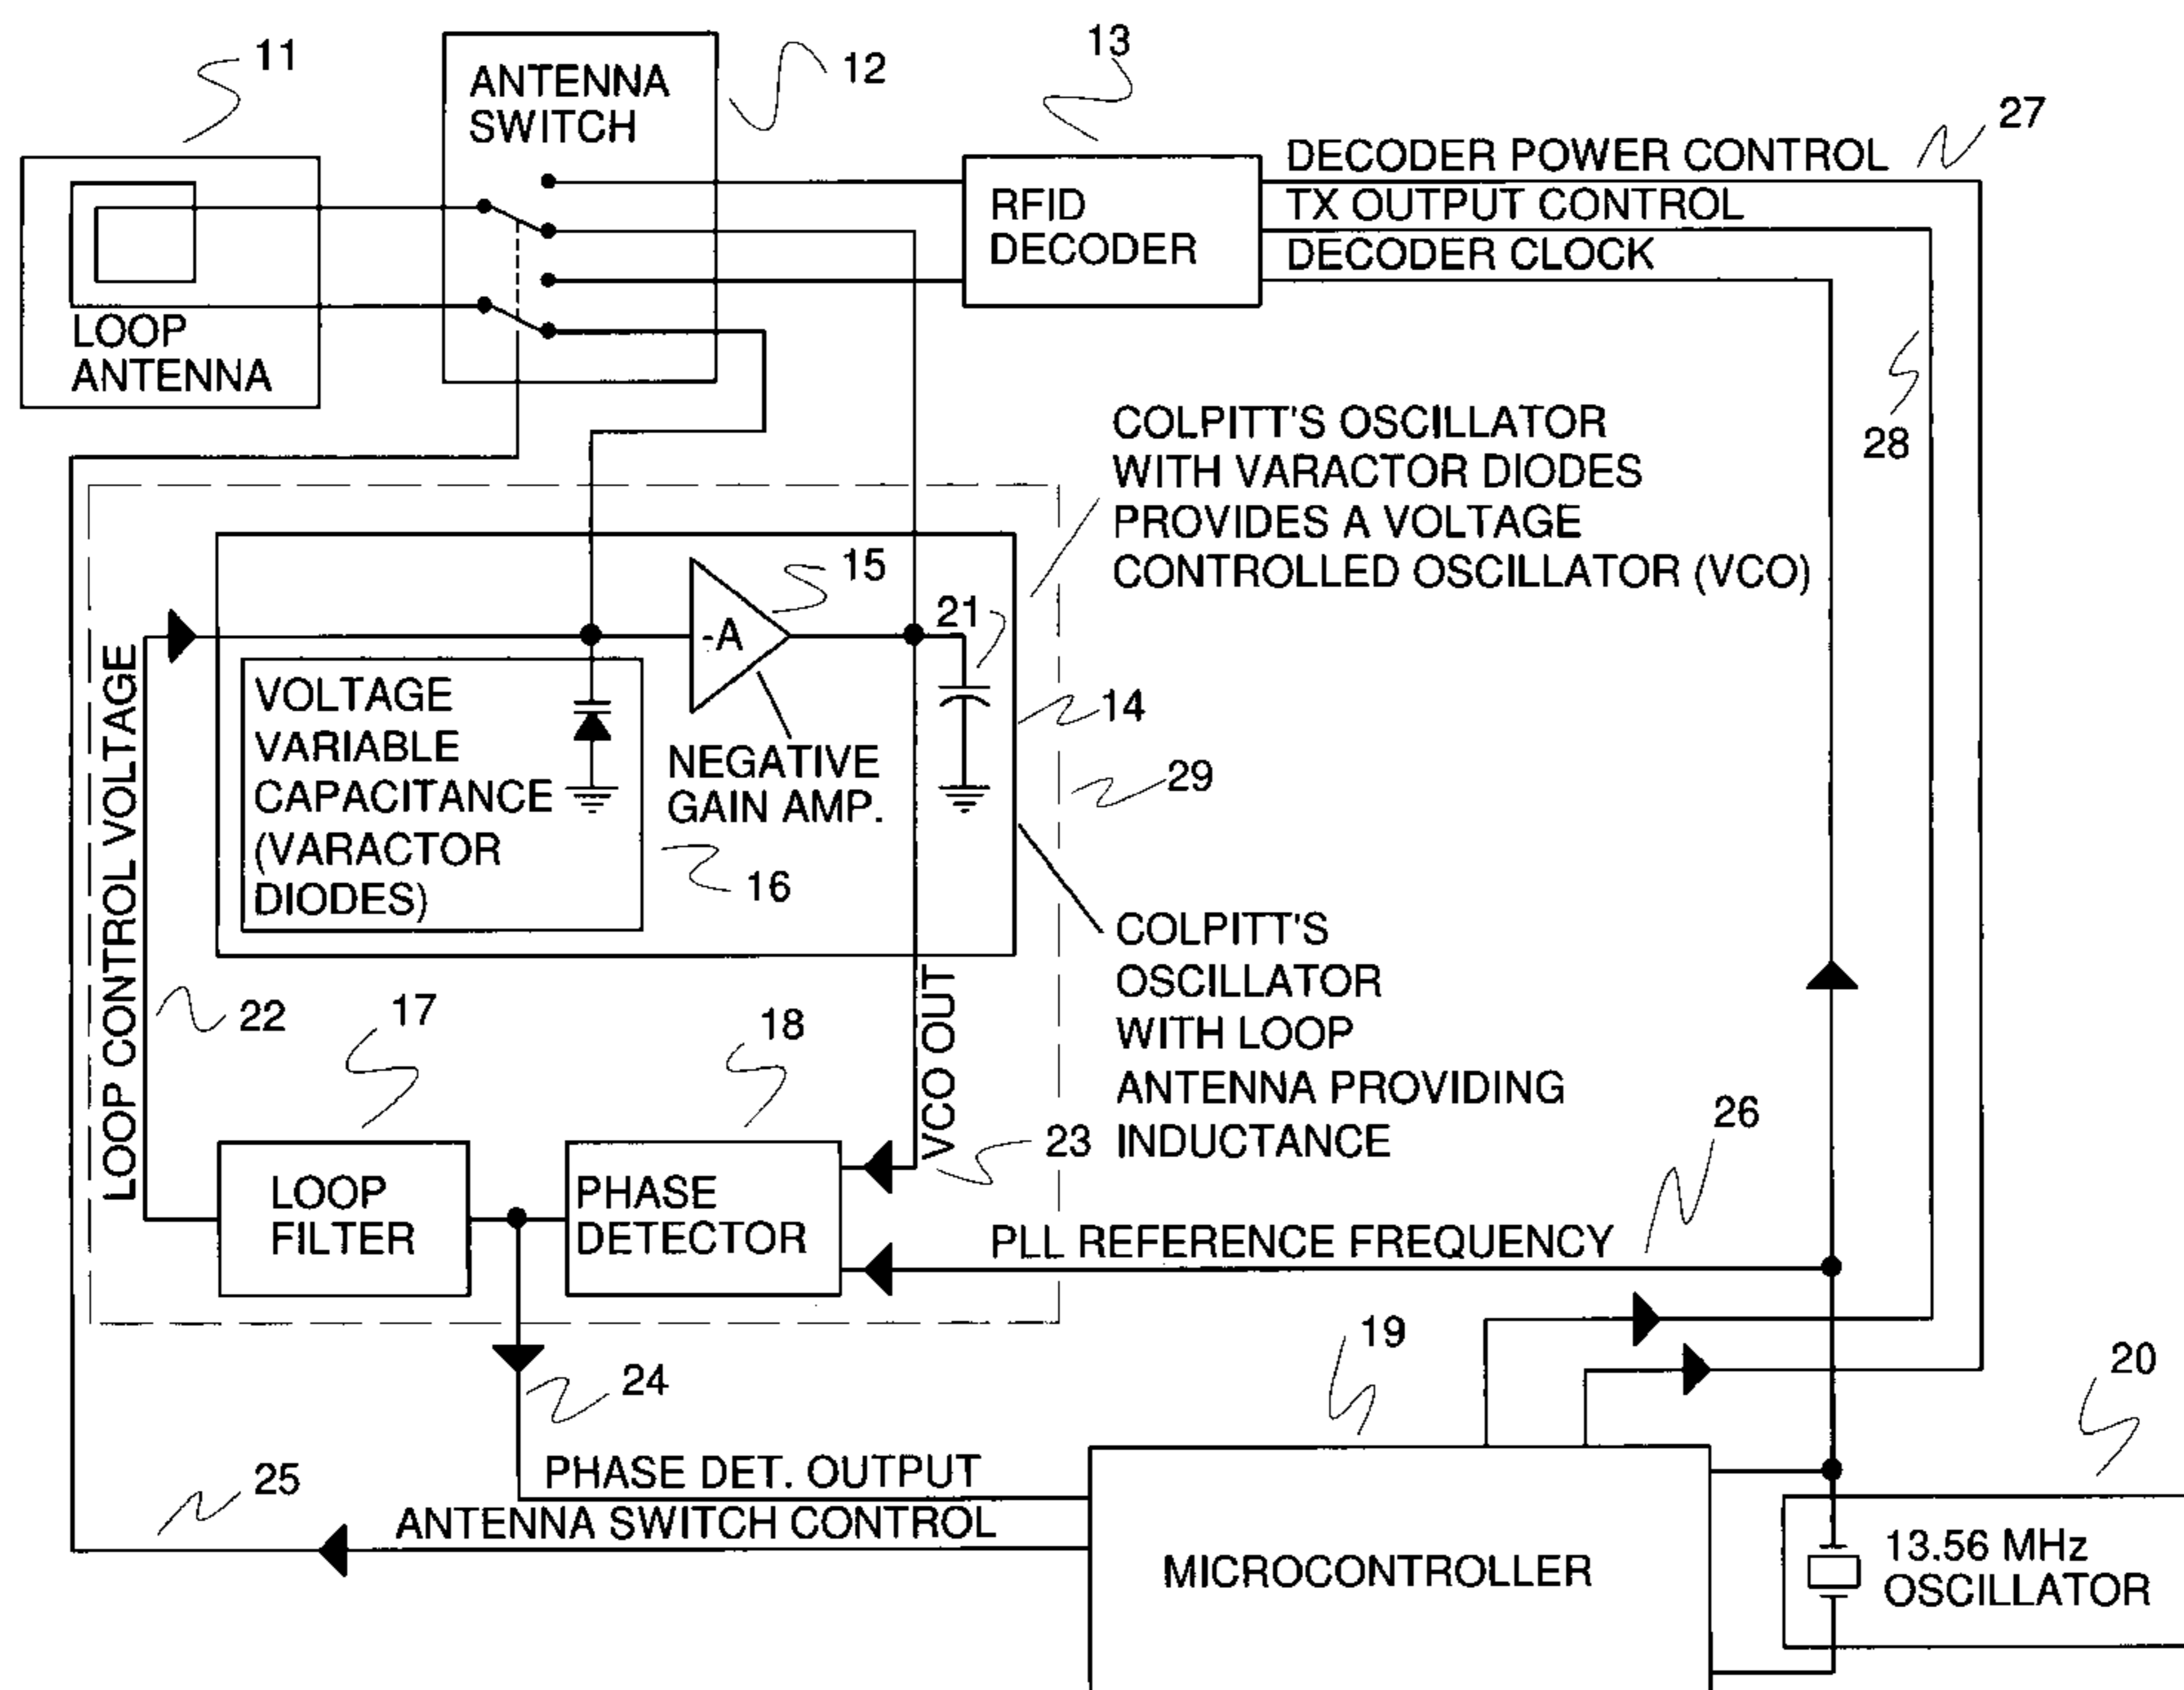 11
ANTENNA
SWITCH
12
13
27
LOOP
ANTENNA
RFID
DECODER
DECODER POWER CONTROL
TX OUTPUT CONTROL
DECODER CLOCK
28
COLPITT'S OSCILLATOR
WITH VARACTOR DIODES
PROVIDES A VOLTAGE
CONTROLLED OSCILLATOR (VCO)
15
21
-A
LOOP CONTROL VOLTAGE
VOLTAGE
VARIABLE
CAPACITANCE
(VARACTOR
DIODES)
NEGATIVE
GAIN AMP.
14
29
16
COLPITT'S
OSCILLATOR
WITH LOOP
ANTENNA PROVIDING
INDUCTANCE
22
17
18
VCO OUT
23
26
LOOP
FILTER
PHASE
DETECTOR
PLL REFERENCE FREQUENCY
24
19
20
25
PHASE DET. OUTPUT
ANTENNA SWITCH CONTROL
MICROCONTROLLER
13.56 MHz
OSCILLATOR